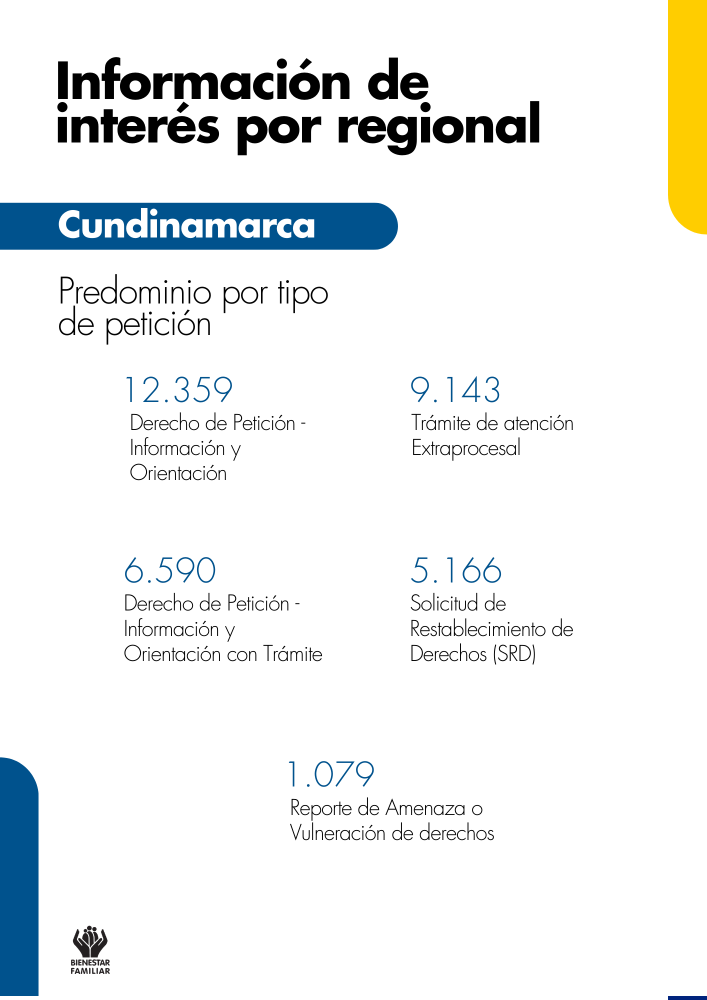 Información de
interés por regional
Cundinamarca
Predominio por tipo
de petición
12.359
Derecho de Petición -
Información y
Orientación
9.143
Trámite de atención
Extraprocesal
6.590
Derecho de Petición -
Información y
Orientación con Trámite
5.166
Solicitud de
Restablecimiento de
Derechos (SRD)
1.079
Reporte de Amenaza o
Vulneración de derechos
BIENESTAR
FAMILIAR